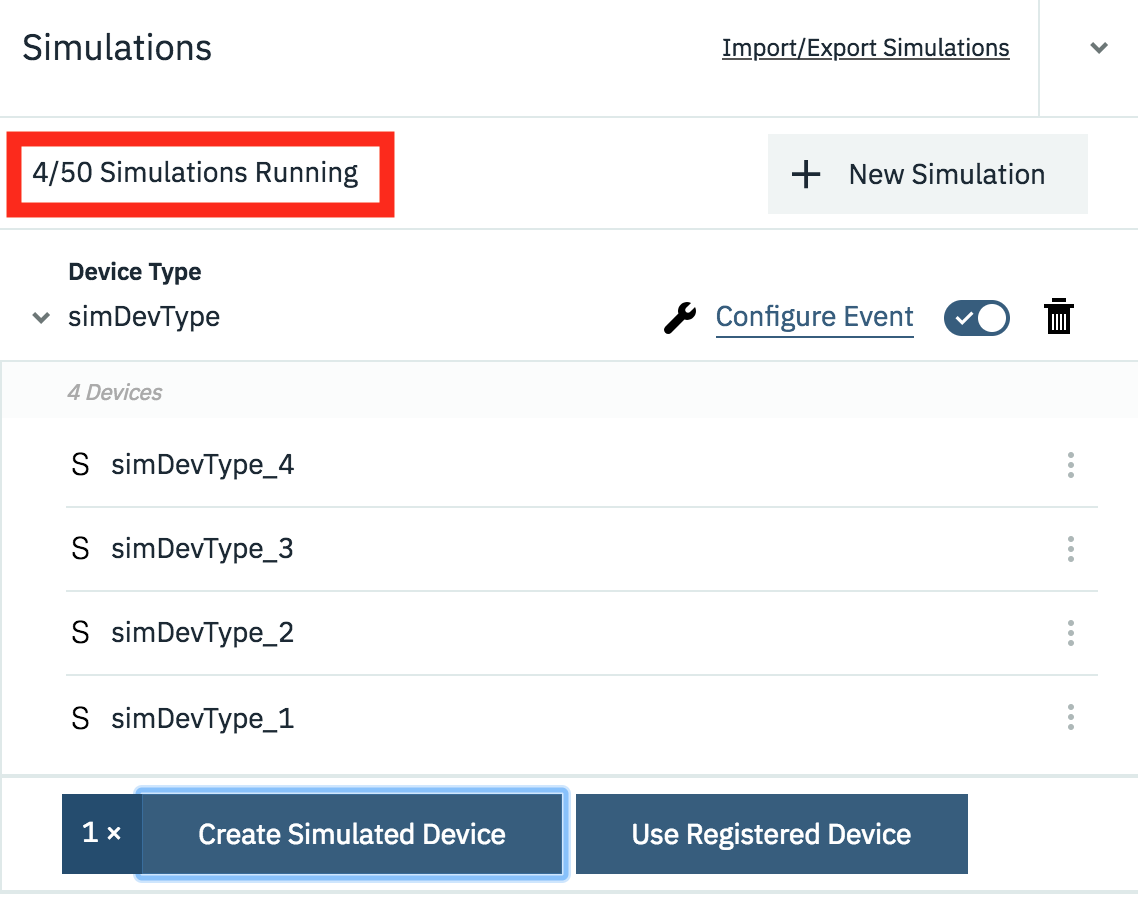 Simulations
Import/Export Simulations
4/50 Simulations Running
New Simulation
Device Type
simDevType
Configure Event
4 Devices
S simDevType_4
S simDevType_3
S simDevType_2
S simDevType_1
1 ×
Create Simulated Device
Use Registered Device